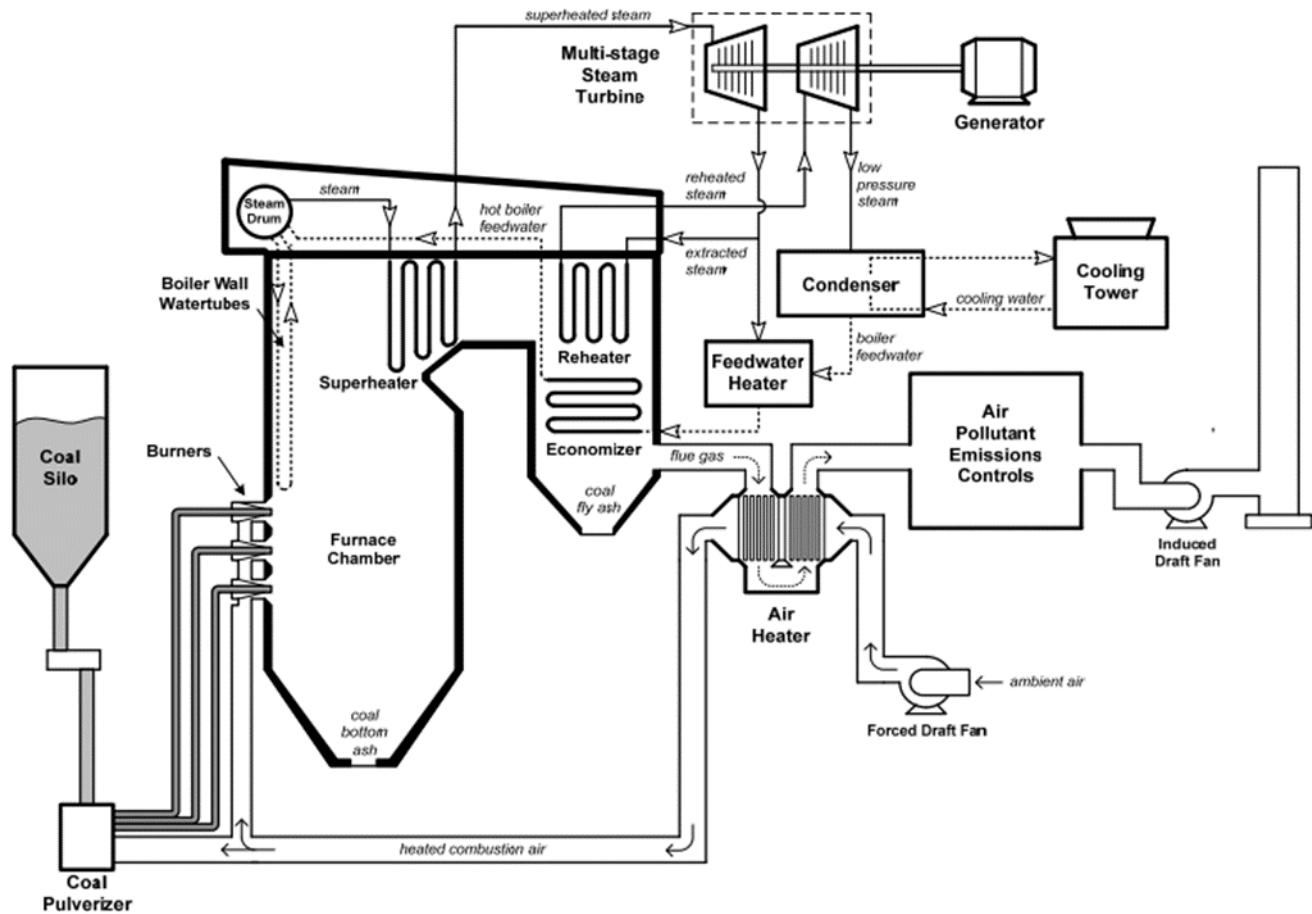 superheated steam
Multi-stage
Steam
Turbine
Generator
steam
Steam
Drum
hot boiler
feedwater
reheated
steam
low
pressure
steam
extracted
steam
Condenser
cooling water
Cooling
Tower
Boiler Wall
Watertubes
Superheater
Reheater
boiler
feedwater
Feedwater
Heater
Economizer
Burners
Coal
Silo
flue gas
Air
Pollutant
Emissions
Controls
coal
fly ash
Furnace
Chamber
Induced
Draft Fan
Air
Heater
ambient air
Forced Draft Fan
coal
bottom
ash
heated combustion air
Coal
Pulverizer